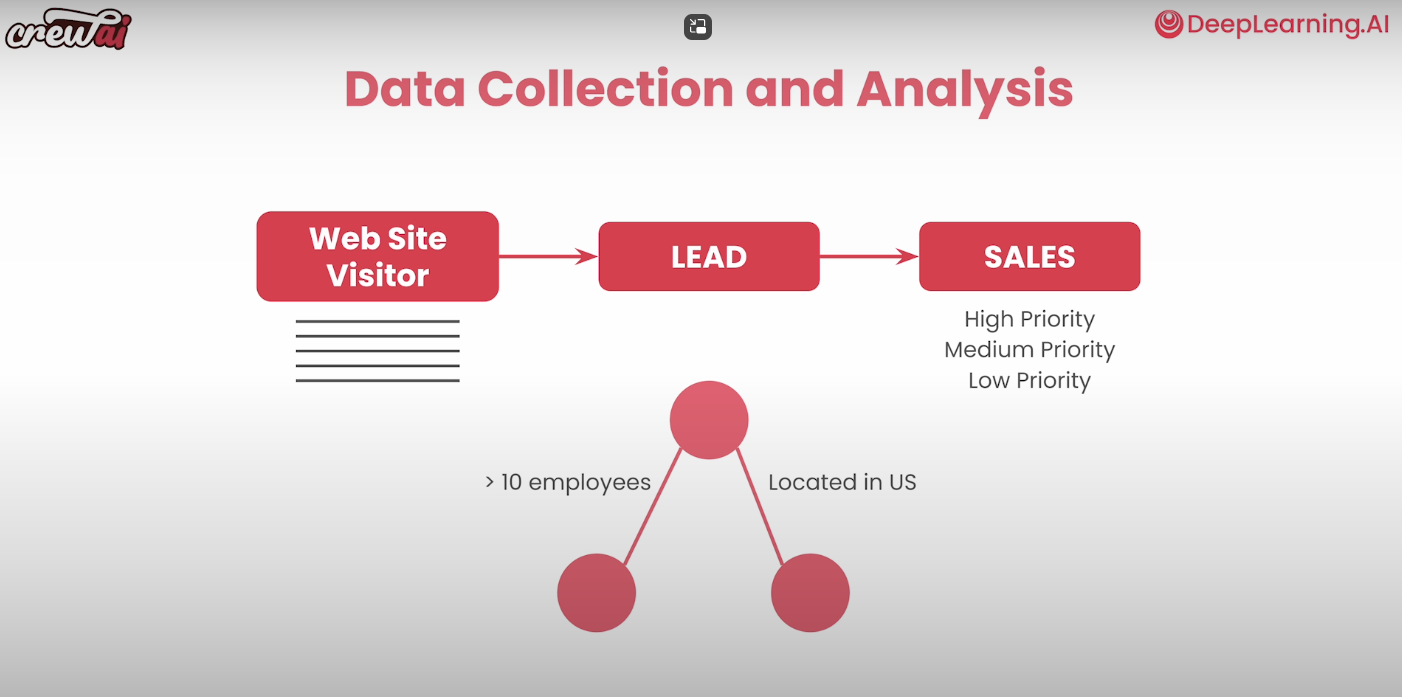 crewai
DeepLearning.AI
Data Collection and Analysis
Web Site
Visitor
LEAD
SALES
High Priority
Medium Priority
Low Priority
> 10 employees
Located in US